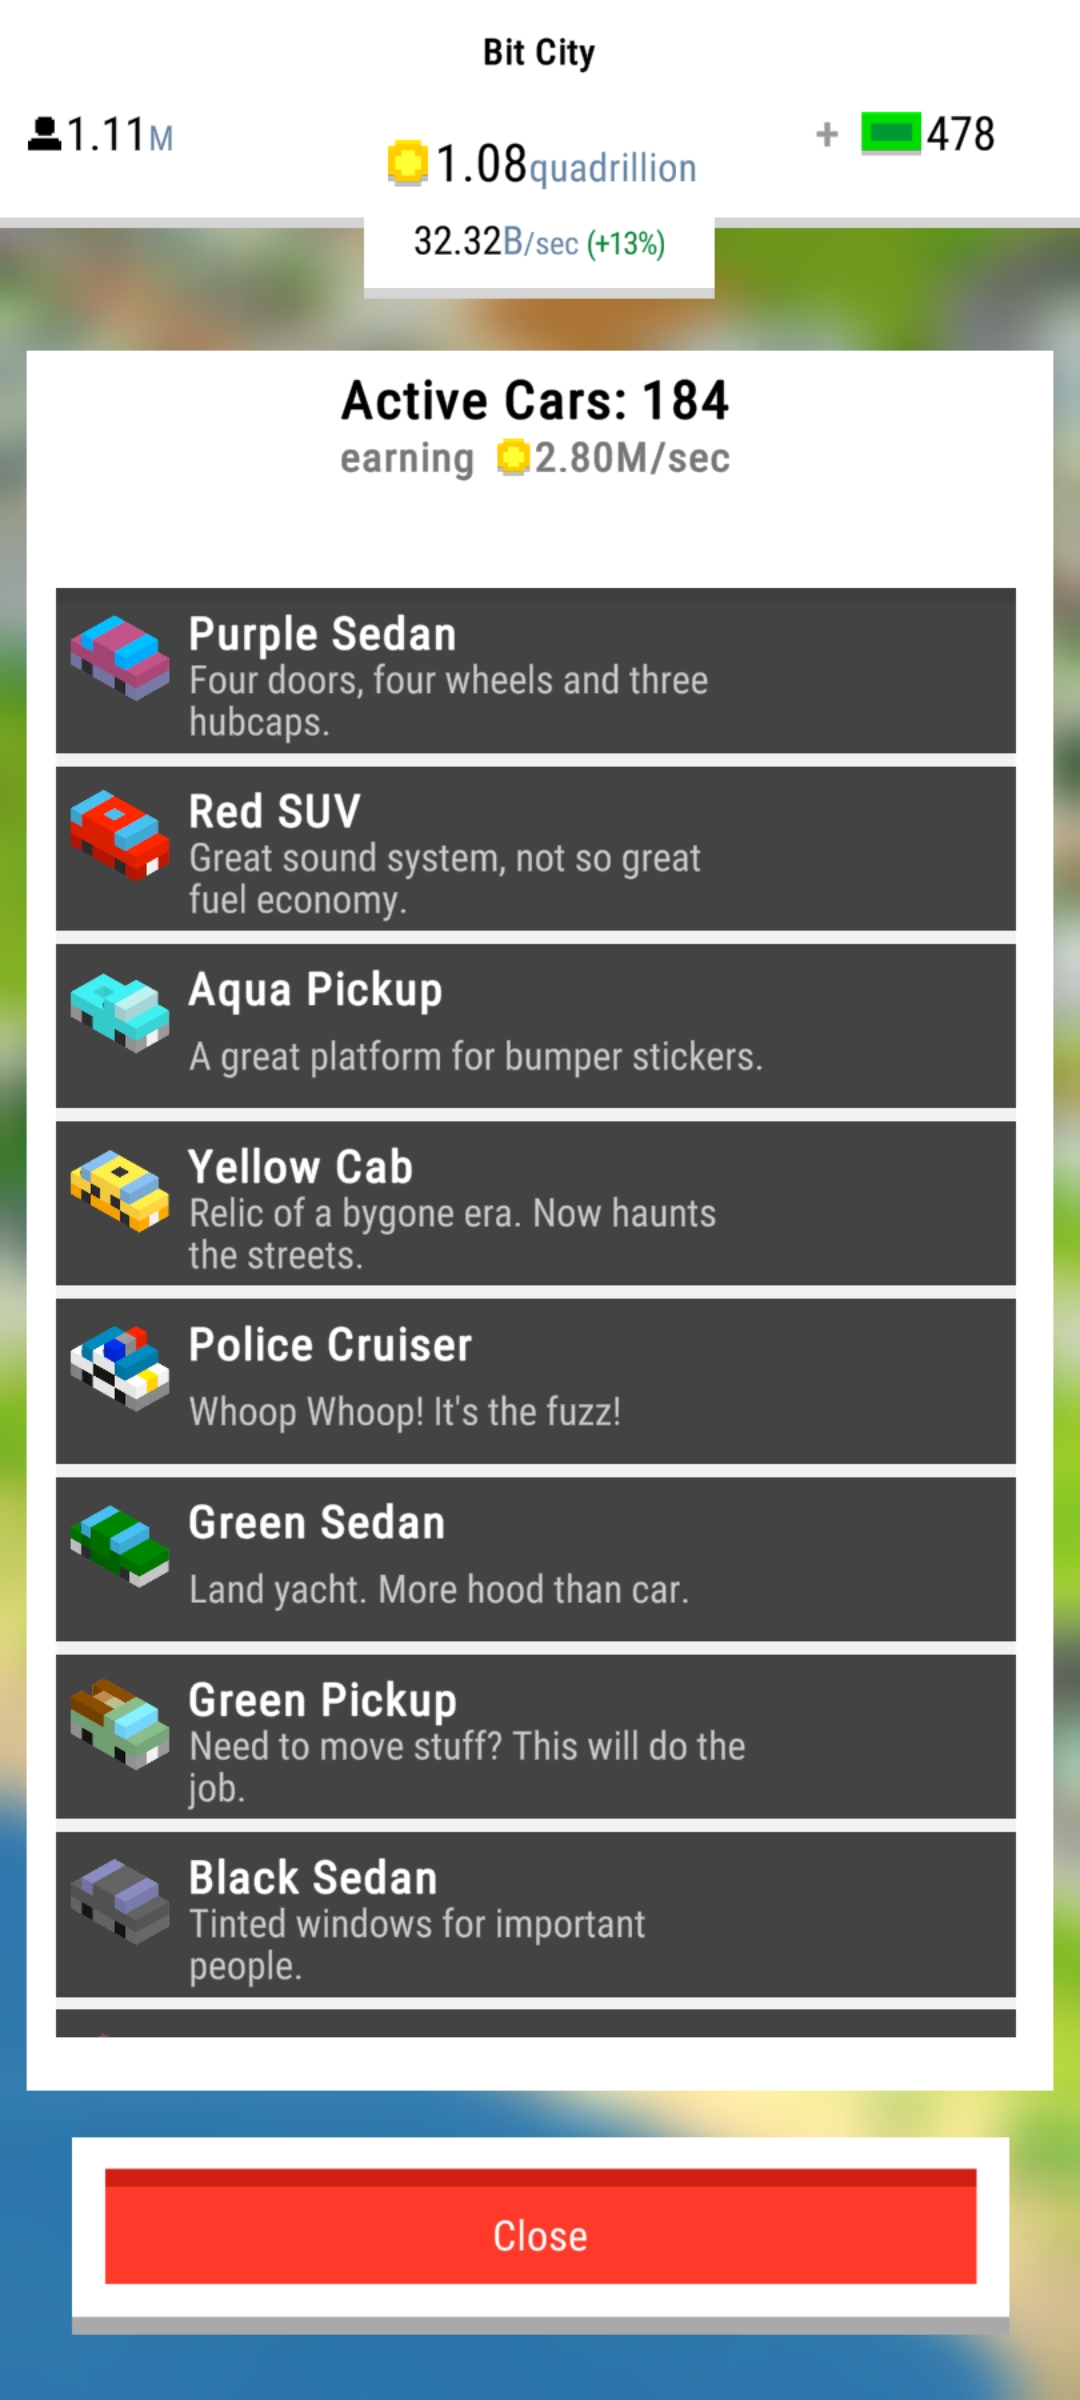 Bit City
1.11M
1.08quadrillion
+ 478
32.32B/sec (+13%)
Active Cars: 184
earning 2.80M/sec
Purple Sedan
Four doors, four wheels and three
hubcaps.
Red SUV
Great sound system, not so great
fuel economy.
Aqua Pickup
A great platform for bumper stickers.
Yellow Cab
Relic of a bygone era. Now haunts
the streets.
Police Cruiser
Whoop Whoop! It's the fuzz!
Green Sedan
Land yacht. More hood than car.
Green Pickup
Need to move stuff? This will do the
job.
Black Sedan
Tinted windows for important
people.
Close